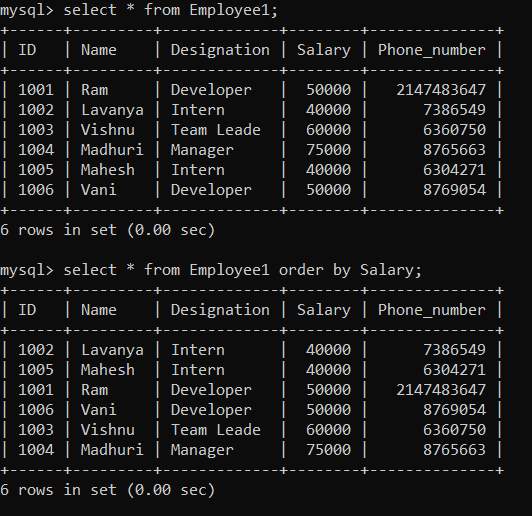 mysql> select * from Employee1;
+------+---------+-------------+--------+--------------+
| ID   | Name    | Designation | Salary | Phone_number |
+------+---------+-------------+--------+--------------+
| 1001 | Ram     | Developer   |  50000 |   2147483647 |
| 1002 | Lavanya | Intern      |  40000 |      7386549 |
| 1003 | Vishnu  | Team Leade  |  60000 |      6360750 |
| 1004 | Madhuri | Manager     |  75000 |      8765663 |
| 1005 | Mahesh  | Intern      |  40000 |      6304271 |
| 1006 | Vani    | Developer   |  50000 |      8769054 |
+------+---------+-------------+--------+--------------+
6 rows in set (0.00 sec)
mysql> select * from Employee1 order by Salary;
+------+---------+-------------+--------+--------------+
| ID   | Name    | Designation | Salary | Phone_number |
+------+---------+-------------+--------+--------------+
| 1002 | Lavanya | Intern      |  40000 |      7386549 |
| 1005 | Mahesh  | Intern      |  40000 |      6304271 |
| 1001 | Ram     | Developer   |  50000 |   2147483647 |
| 1006 | Vani    | Developer   |  50000 |      8769054 |
| 1003 | Vishnu  | Team Leade  |  60000 |      6360750 |
| 1004 | Madhuri | Manager     |  75000 |      8765663 |
+------+---------+-------------+--------+--------------+
6 rows in set (0.00 sec)